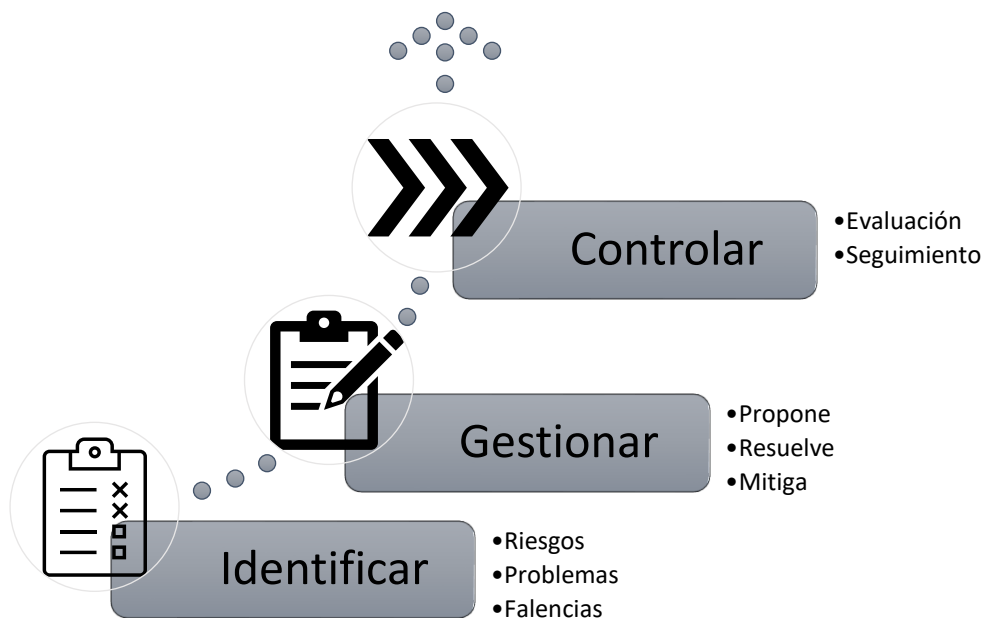 Controlar
•Evaluación
•Seguimiento
Gestionar
•Propone
•Resuelve
•Mitiga
Identificar
•Riesgos
•Problemas
•Falencias